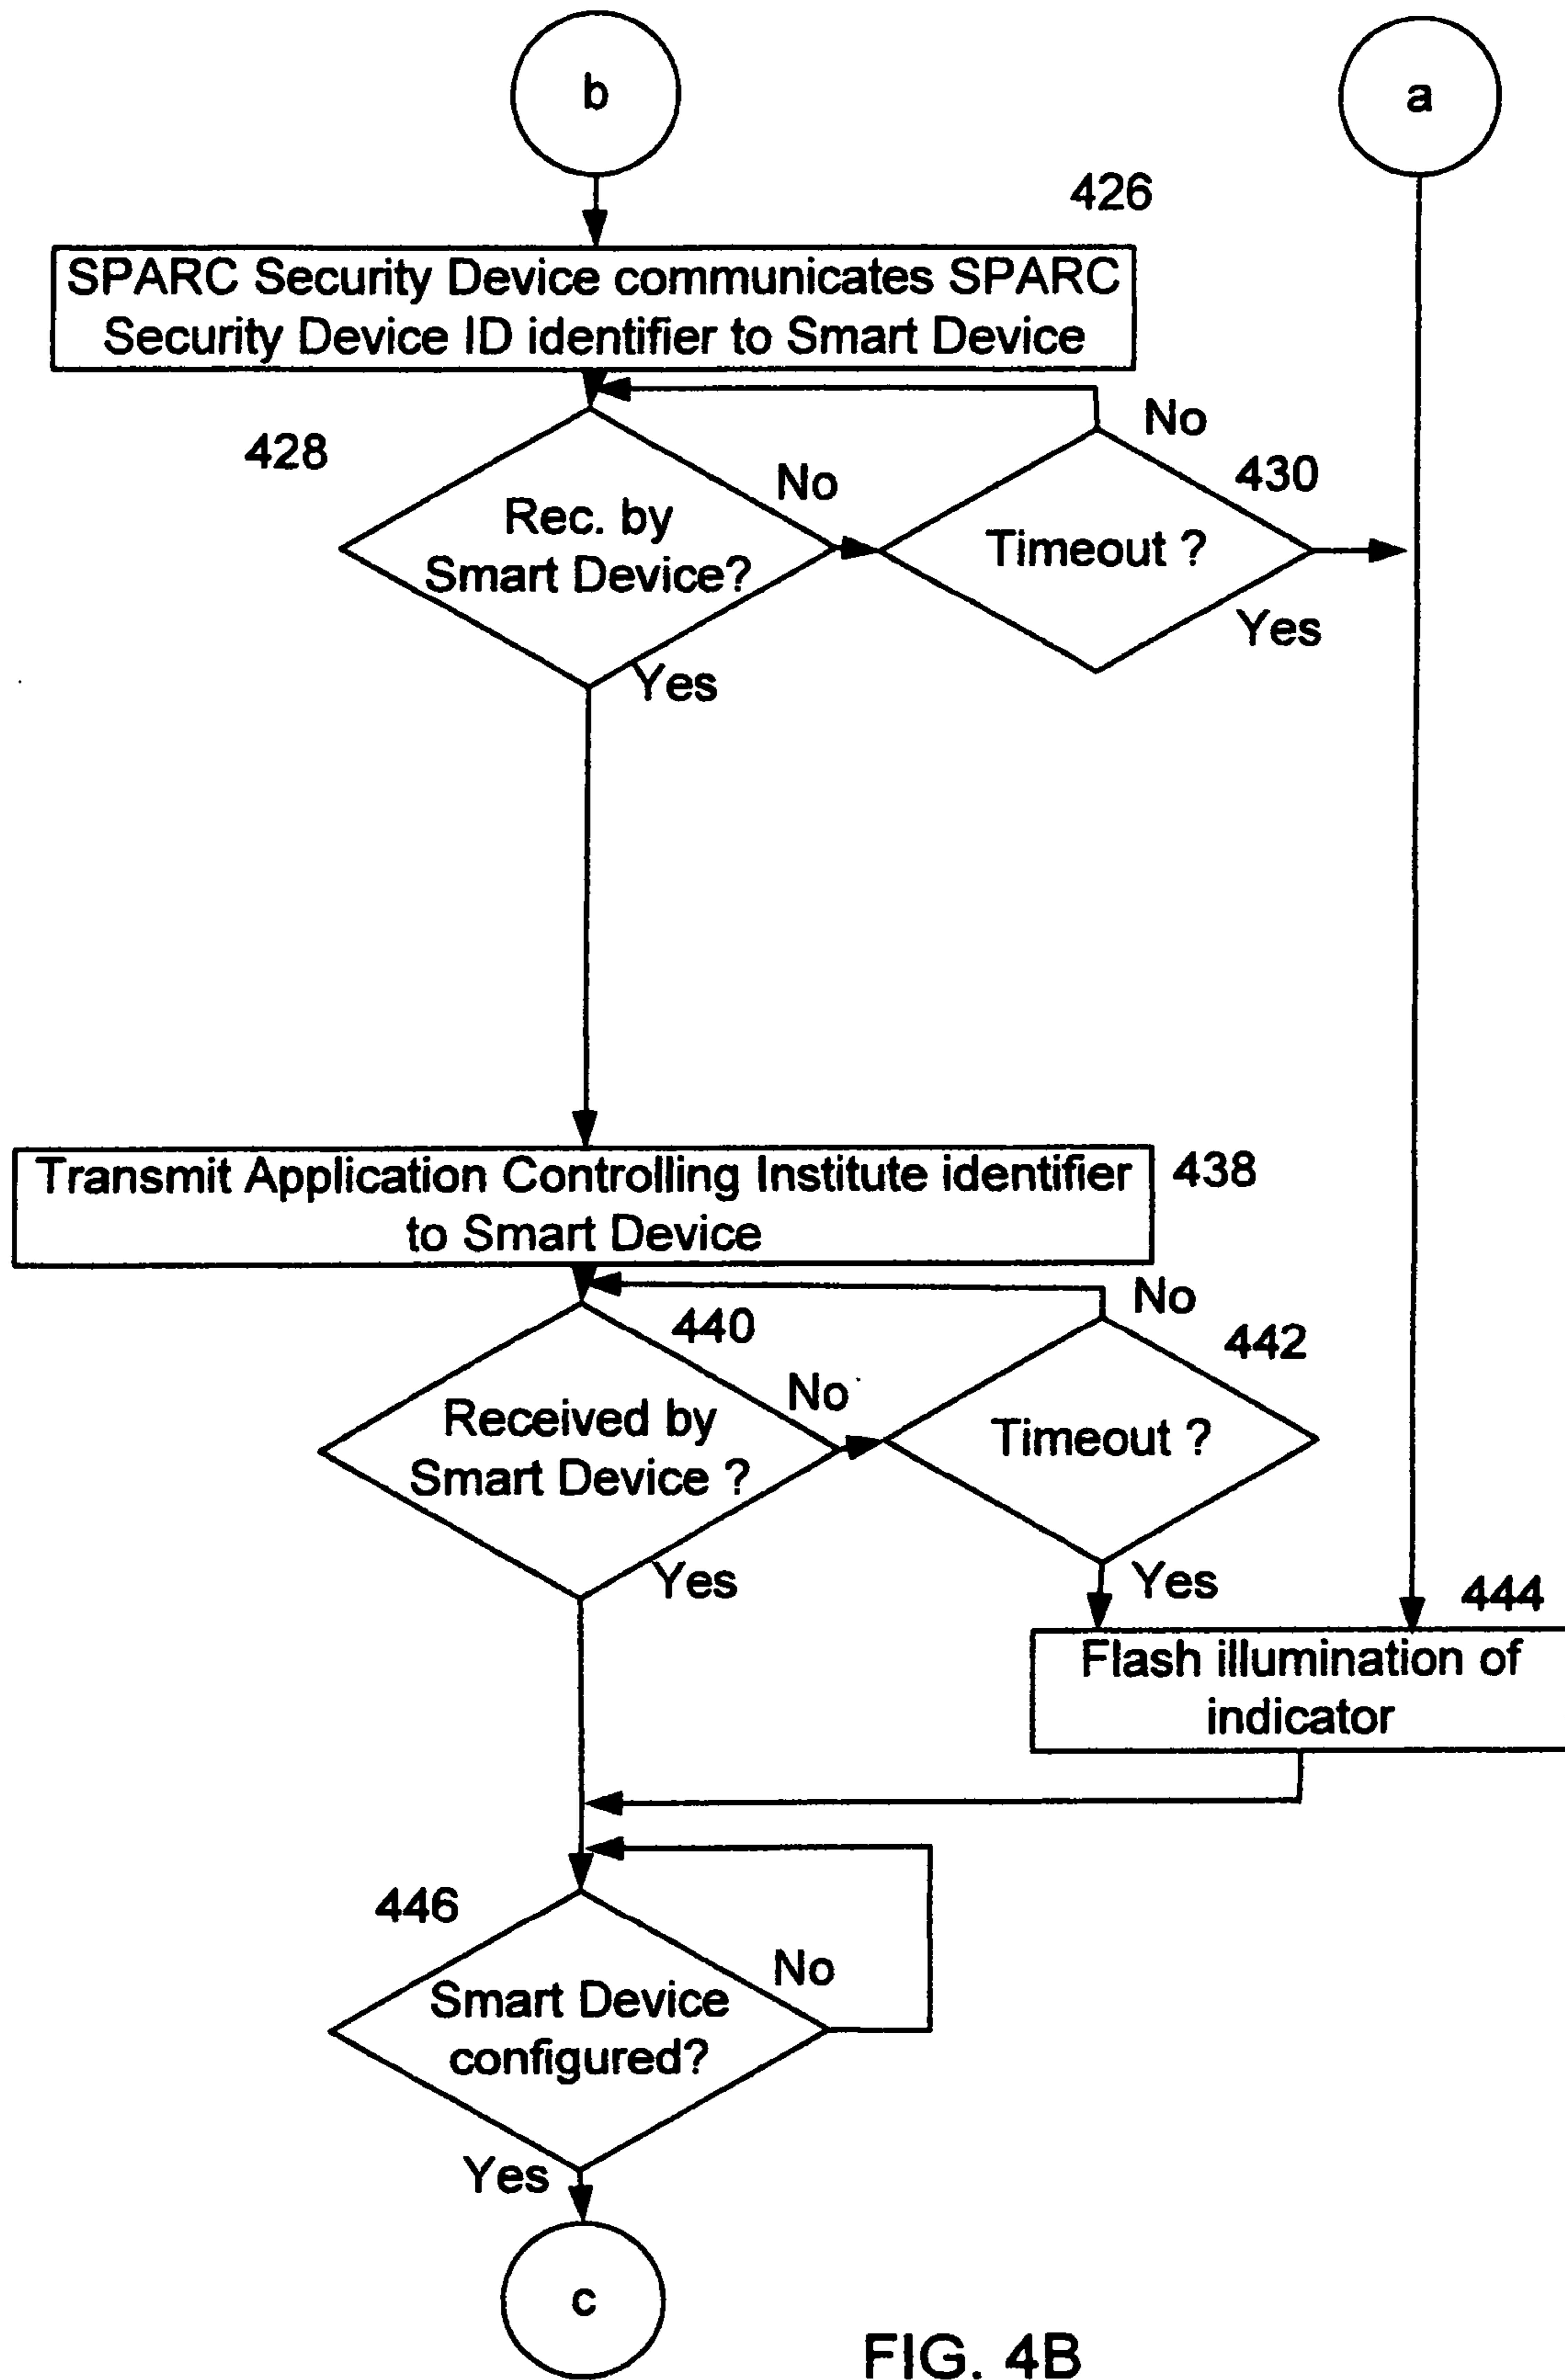 b
a
426
SPARC Security Device communicates SPARC
Security Device ID identifier to Smart Device
428
No
No
430
Rec. by
Smart Device?
Timeout ?
Yes
Yes
Transmit Application Controlling Institute identifier
to Smart Device
438
440
No
442
No
Received by
Smart Device ?
Timeout ?
Yes
Yes
444
Flash illumination of
indicator
446
No
Smart Device
configured?
Yes
c
FIG. 4B